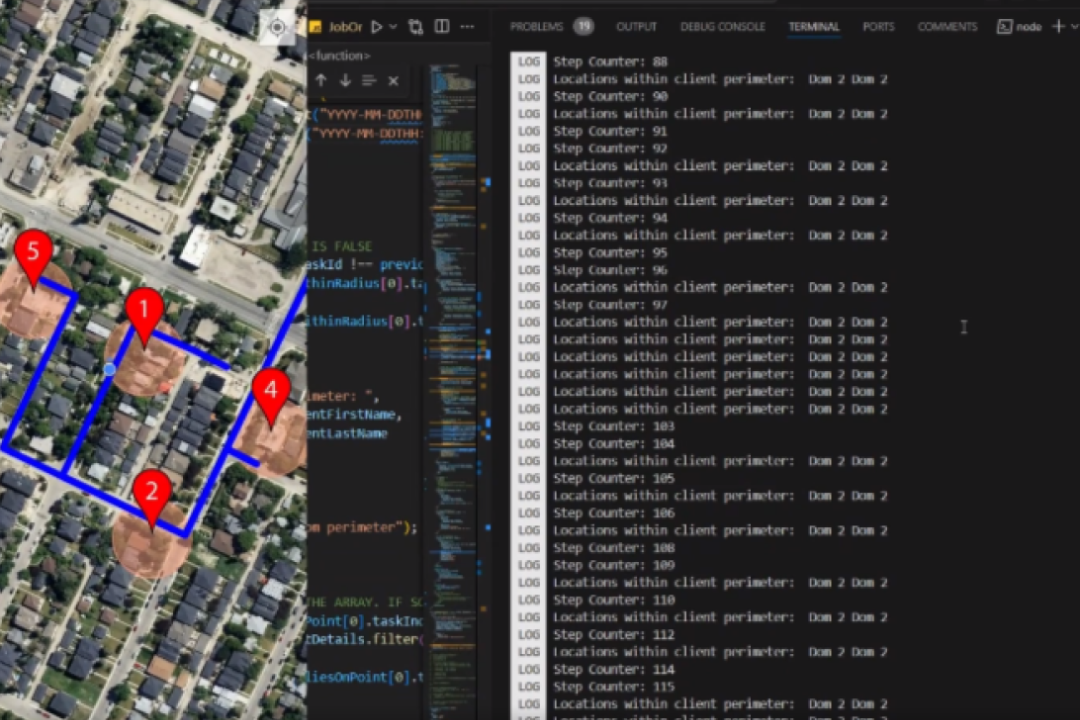 5
1
4
2
JobOr
<function>
("YYYY-MM-DDTHH
("YYYY-MM-DDTHH:
IS FALSE
askId !== previo
thinRadius[0].ta
ithinRadius[0].t
imeter: ",
entFirstName,
entLastName
om perimeter");
THE ARRAY. IF SO
Point[0].taskInd
tDetails.filter(
liesOnPoint[0].t
PROBLEMS 19 OUTPUT DEBUG CONSOLE TERMINAL PORTS COMMENTS node
LOG Step Counter: 88
LOG Locations within client perimeter: Dom 2 Dom 2
LOG Step Counter: 90
LOG Locations within client perimeter: Dom 2 Dom 2
LOG Step Counter: 91
LOG Step Counter: 92
LOG Locations within client perimeter: Dom 2 Dom 2
LOG Step Counter: 93
LOG Locations within client perimeter: Dom 2 Dom 2
LOG Step Counter: 94
LOG Locations within client perimeter: Dom 2 Dom 2
LOG Step Counter: 95
LOG Step Counter: 96
LOG Locations within client perimeter: Dom 2 Dom 2
LOG Step Counter: 97
LOG Locations within client perimeter: Dom 2 Dom 2
LOG Locations within client perimeter: Dom 2 Dom 2
LOG Locations within client perimeter: Dom 2 Dom 2
LOG Locations within client perimeter: Dom 2 Dom 2
LOG Locations within client perimeter: Dom 2 Dom 2
LOG Locations within client perimeter: Dom 2 Dom 2
LOG Step Counter: 103
LOG Step Counter: 104
LOG Locations within client perimeter: Dom 2 Dom 2
LOG Step Counter: 105
LOG Locations within client perimeter: Dom 2 Dom 2
LOG Step Counter: 106
LOG Locations within client perimeter: Dom 2 Dom 2
LOG Step Counter: 108
LOG Step Counter: 109
LOG Locations within client perimeter: Dom 2 Dom 2
LOG Step Counter: 110
LOG Locations within client perimeter: Dom 2 Dom 2
LOG Step Counter: 112
LOG Locations within client perimeter: Dom 2 Dom 2
LOG Step Counter: 114
LOG Step Counter: 115
LOG Locations within client perimeter: Dom 2 Dom 2